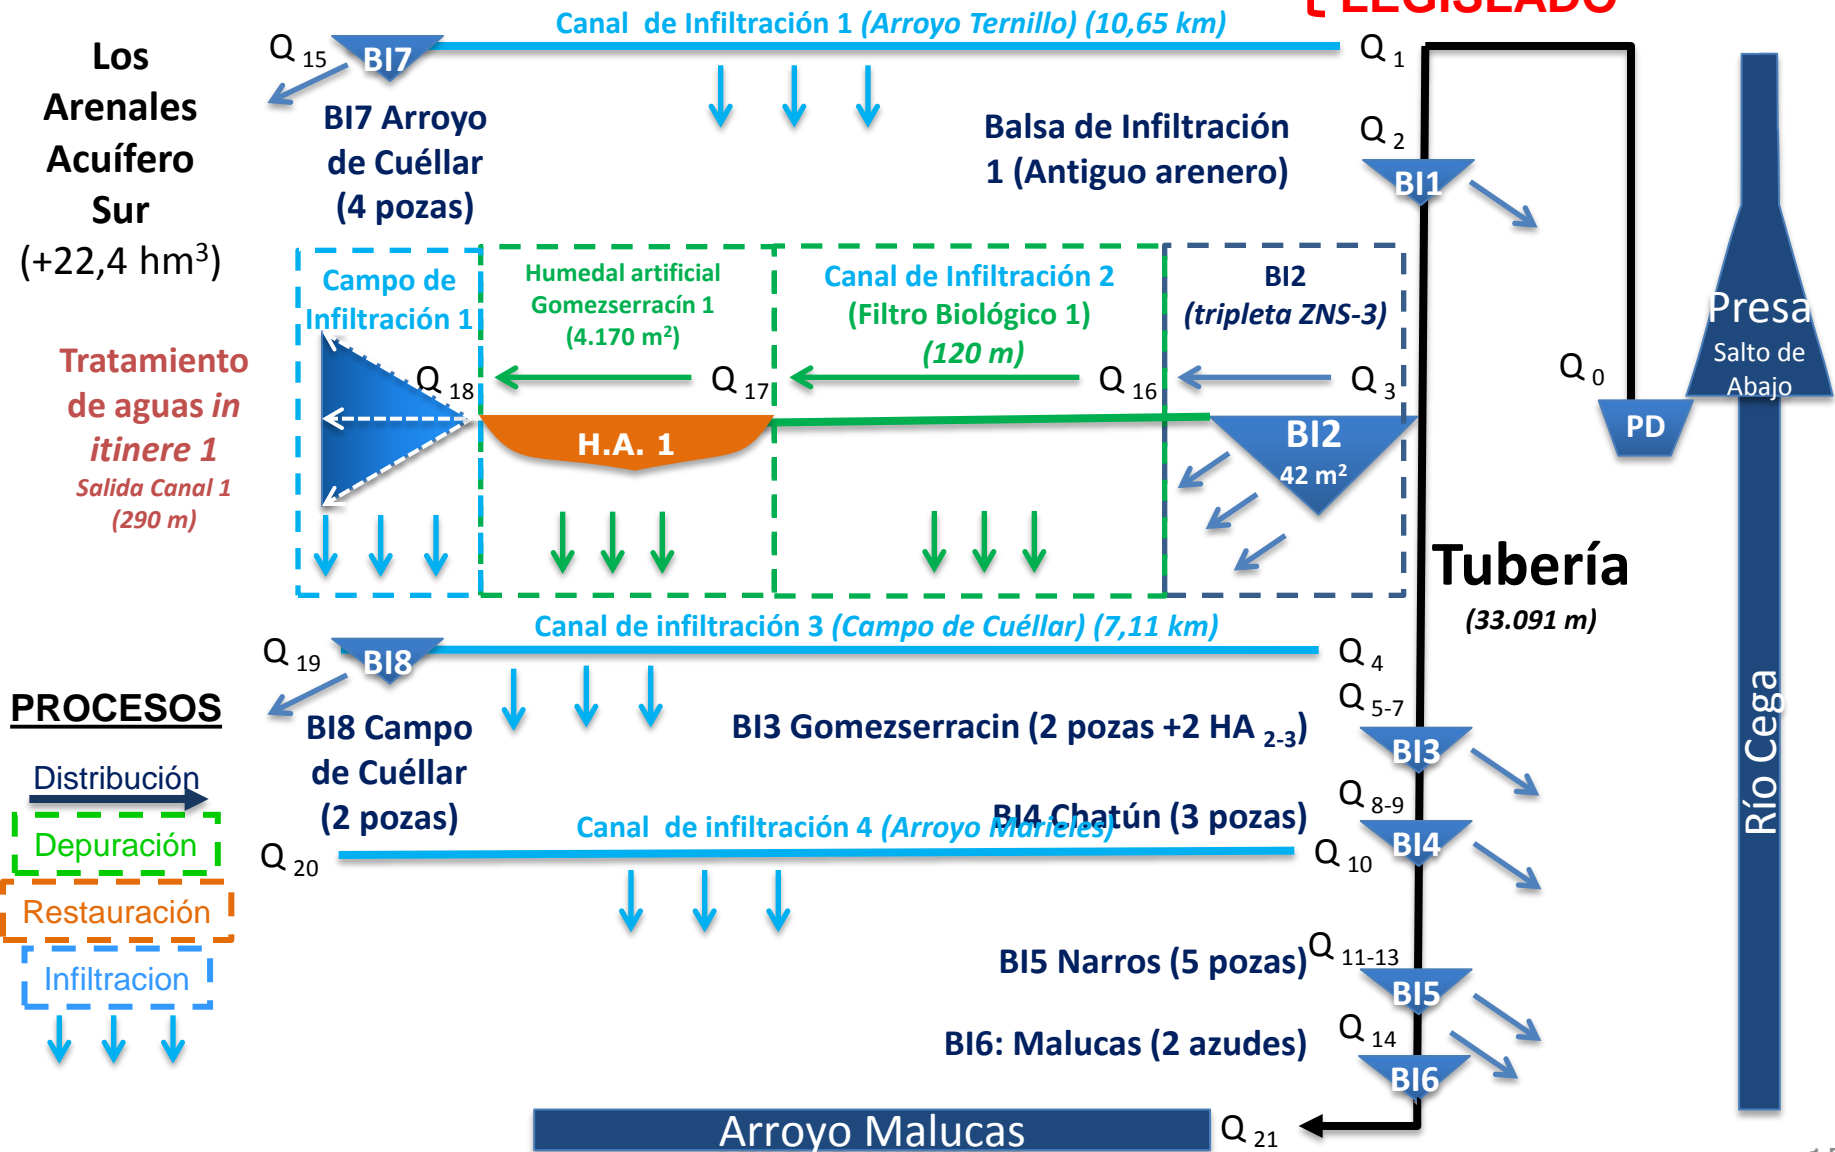 LEGISLADO
Canal de Infiltración 1 (Arroyo Ternillo) (10,65 km)
Los
Arenales
Acuífero
Sur
(+22,4 hm³)
Q 15
BI7
Q 1
BI7 Arroyo
de Cuéllar
(4 pozas)
Balsa de Infiltración
1 (Antiguo arenero)
Q 2
BI1
Campo de
Infiltración 1
Humedal artificial
Gomezserracín 1
(4.170 m²)
Canal de Infiltración 2
(Filtro Biológico 1)
(120 m)
BI2
(tripleta ZNS-3)
Presa
Salto de
Abajo
Tratamiento
de aguas in
itinere 1
Salida Canal 1
(290 m)
Q 18
Q 17
Q 16
Q 3
Q 0
H.A. 1
BI2
42 m²
PD
Tubería
(33.091 m)
Canal de infiltración 3 (Campo de Cuéllar) (7,11 km)
Q 19
BI8
Q 4
Q 5-7
BI8 Campo
de Cuéllar
(2 pozas)
BI3 Gomezserracin (2 pozas +2 HA 2-3)
BI3
Río Cega
PROCESOS
Distribución
Depuración
Restauración
Infiltracion
Q 8-9
BI4 Chatún (3 pozas)
BI4
Canal de infiltración 4 (Arroyo Marieles)
Q 20
Q 10
BI5 Narros (5 pozas)
Q 11-13
BI5
BI6: Malucas (2 azudes)
Q 14
BI6
Arroyo Malucas
Q 21